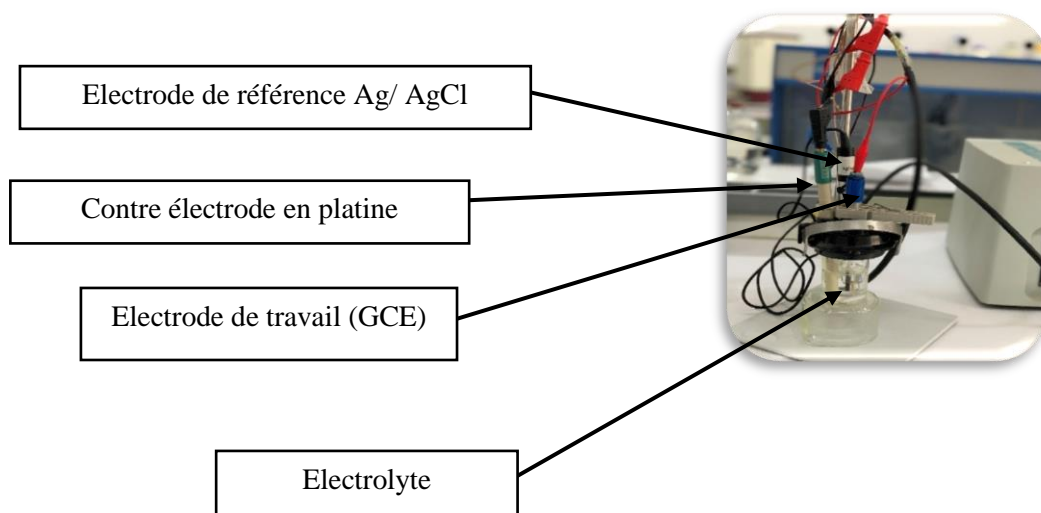 Electrode de référence Ag/ AgCl
Contre électrode en platine
Electrode de travail (GCE)
Electrolyte